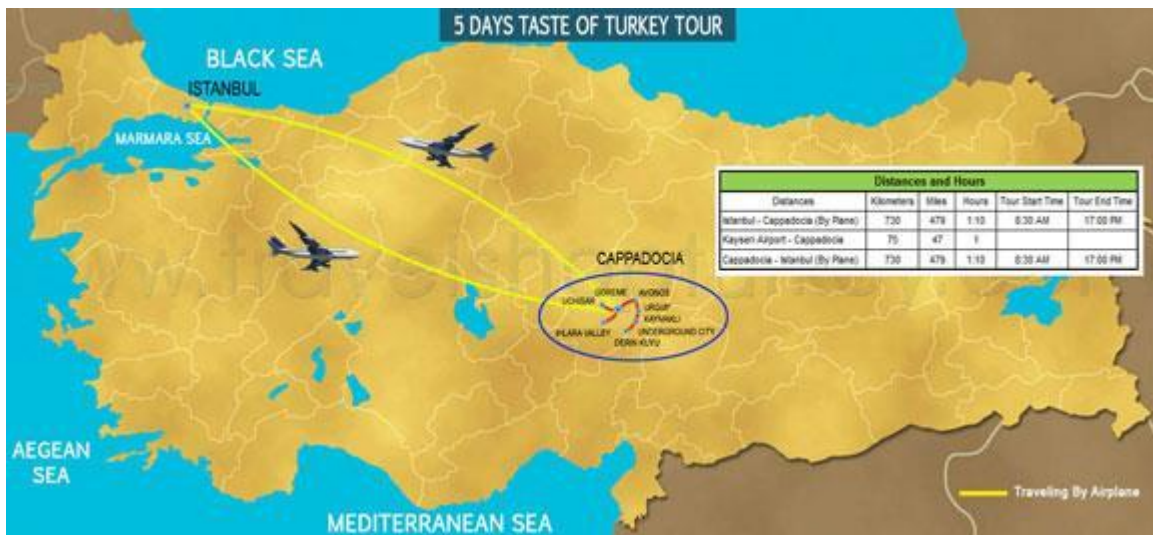 5 DAYS TASTE OF TURKEY TOUR
BLACK SEA
ISTANBUL
MARMARA SEA
Distances and Hours
Distances Kilometers Miles Hours Tour Start Time Tour End Time
Istanbul - Cappadocia (By Plane) 730 479 1:10 8:30 AM 17:00 PM
Kayseri Airport - Cappadocia 75 47 1
Cappadocia - Istanbul (By Plane) 730 479 1:10 8:30 AM 17:00 PM
CAPPADOCIA
GOREME AVONOS
UCHISAR URGUP
KAYMAKLI
IHLARA VALLEY UNDERGROUND CITY
DERIN KUYU
AEGEAN
SEA
Traveling By Airplane
MEDITERRANEAN SEA